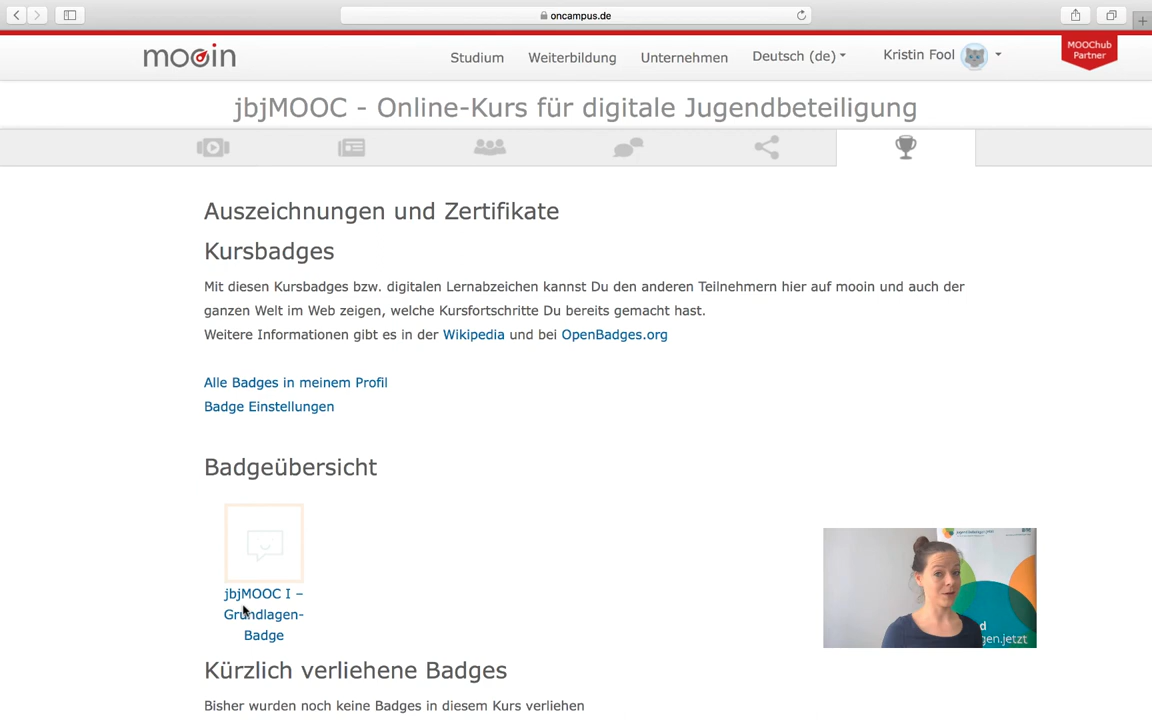 oncampus.de
mooin
Studium
Weiterbildung
Unternehmen
Deutsch (de)
Kristin Fool
MOOChub
Partner
jbjMOOC - Online-Kurs für digitale Jugendbeteiligung
Auszeichnungen und Zertifikate
Kursbadges
Mit diesen Kursbadges bzw. digitalen Lernabzeichen kannst Du den anderen Teilnehmern hier auf mooin und auch der
ganzen Welt im Web zeigen, welche Kursfortschritte Du bereits gemacht hast.
Weitere Informationen gibt es in der Wikipedia und bei OpenBadges.org
Alle Badges in meinem Profil
Badge Einstellungen
Badgeübersicht
jbjMOOC I –
Grundlagen-
Badge
gen.jetzt
Kürzlich verliehene Badges
Bisher wurden noch keine Badges in diesem Kurs verliehen